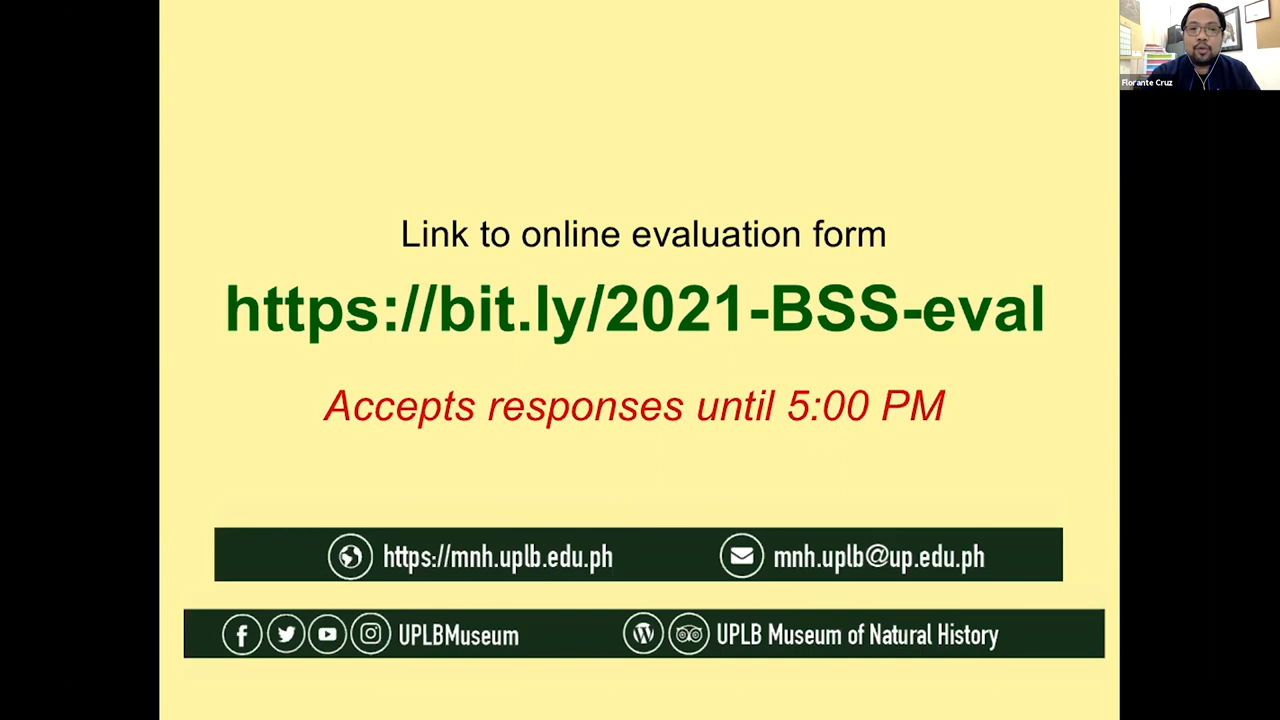 Florante Cruz
Link to online evaluation form
https://bit.ly/2021-BSS-eval
Accepts responses until 5:00 PM
https://mnh.uplb.edu.ph
mnh.uplb@up.edu.ph
UPLBMuseum
UPLB Museum of Natural History